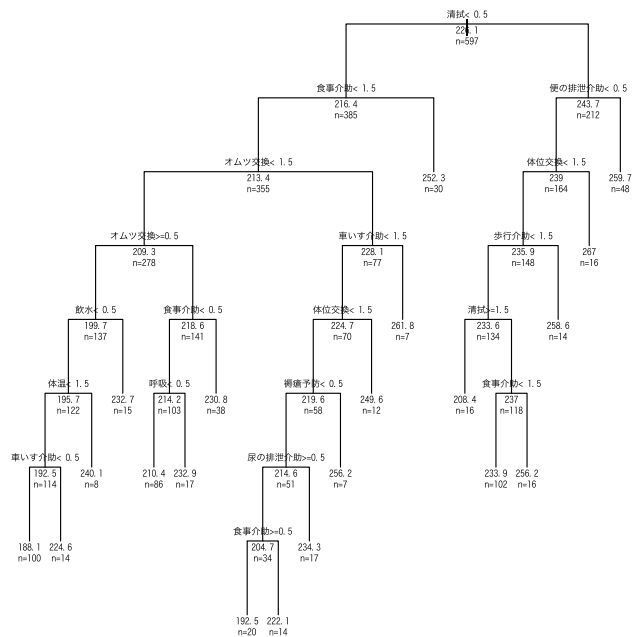 清拭< 0.5
226.1
n=597
食事介助< 1.5
便の排泄介助< 0.5
216.4
n=385
243.7
n=212
オムツ交換< 1.5
体位交換< 1.5
213.4
n=355
252.3
n=30
239
n=164
259.7
n=48
オムツ交換>=0.5
車いす介助< 1.5
歩行介助< 1.5
209.3
n=278
228.1
n=77
235.9
n=148
267
n=16
飲水< 0.5
食事介助< 0.5
体位交換< 1.5
清拭>=1.5
199.7
n=137
218.6
n=141
224.7
n=70
261.8
n=7
233.6
n=134
258.6
n=14
体温< 1.5
呼吸< 0.5
褥瘡予防< 0.5
食事介助< 1.5
195.7
n=122
232.7
n=15
214.2
n=103
230.8
n=38
219.6
n=58
249.6
n=12
208.4
n=16
237
n=118
車いす介助< 0.5
尿の排泄介助>=0.5
192.5
n=114
240.1
n=8
210.4
n=86
232.9
n=17
214.6
n=51
256.2
n=7
233.9
n=102
256.2
n=16
食事介助>=0.5
188.1
n=100
224.6
n=14
204.7
n=34
234.3
n=17
192.5
n=20
222.1
n=14